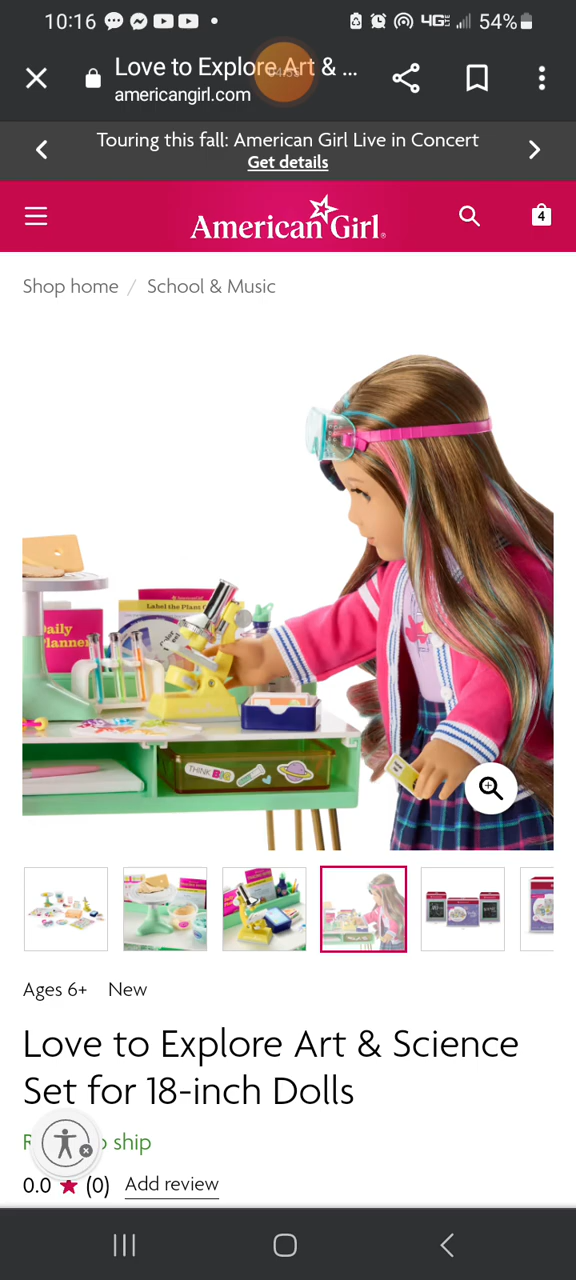 10:16
4G
54%
Love to Explore Art & ...
americangirl.com
Touring this fall: American Girl Live in Concert
Get details
American Girl
4
Shop home / School & Music
Label the Plant
Daily
Planner
THINK BIG
Ages 6+ New
Love to Explore Art & Science
Set for 18-inch Dolls
ship
0.0 ★ (0) Add review